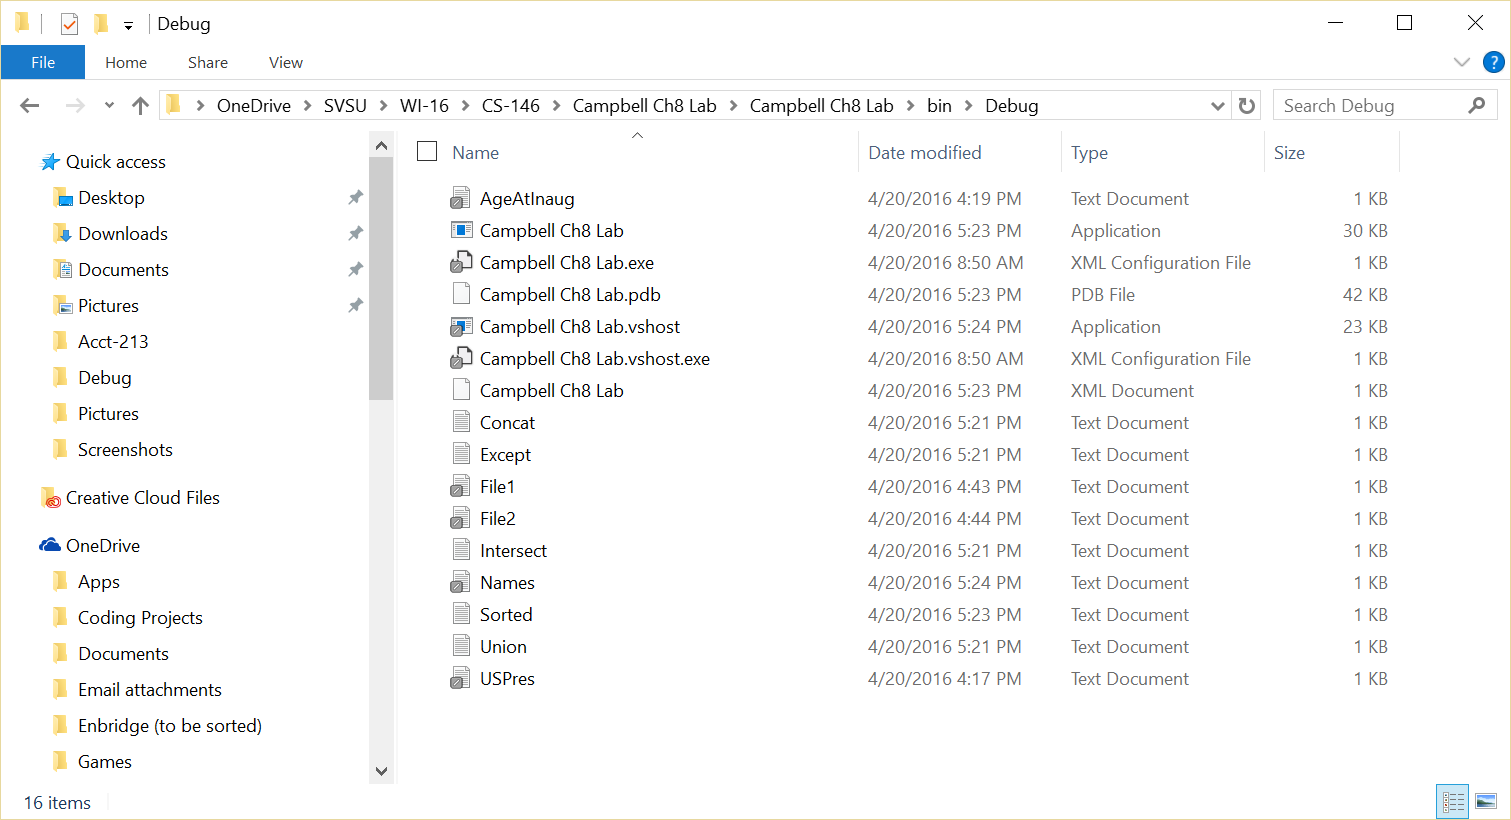 Debug
File Home Share View ?
OneDrive SVSU WI-16 CS-146 Campbell Ch8 Lab Campbell Ch8 Lab bin Debug Search Debug
Quick access
Desktop
Downloads
Documents
Pictures
Acct-213
Debug
Pictures
Screenshots
Creative Cloud Files
OneDrive
Apps
Coding Projects
Documents
Email attachments
Enbridge (to be sorted)
Games
Name Date modified Type Size
AgeAtInaug 4/20/2016 4:19 PM Text Document 1 KB
Campbell Ch8 Lab 4/20/2016 5:23 PM Application 30 KB
Campbell Ch8 Lab.exe 4/20/2016 8:50 AM XML Configuration File 1 KB
Campbell Ch8 Lab.pdb 4/20/2016 5:23 PM PDB File 42 KB
Campbell Ch8 Lab.vshost 4/20/2016 5:24 PM Application 23 KB
Campbell Ch8 Lab.vshost.exe 4/20/2016 8:50 AM XML Configuration File 1 KB
Campbell Ch8 Lab 4/20/2016 5:23 PM XML Document 1 KB
Concat 4/20/2016 5:21 PM Text Document 1 KB
Except 4/20/2016 5:21 PM Text Document 1 KB
File1 4/20/2016 4:43 PM Text Document 1 KB
File2 4/20/2016 4:44 PM Text Document 1 KB
Intersect 4/20/2016 5:21 PM Text Document 1 KB
Names 4/20/2016 5:24 PM Text Document 1 KB
Sorted 4/20/2016 5:23 PM Text Document 1 KB
Union 4/20/2016 5:21 PM Text Document 1 KB
USPres 4/20/2016 4:17 PM Text Document 1 KB
16 items